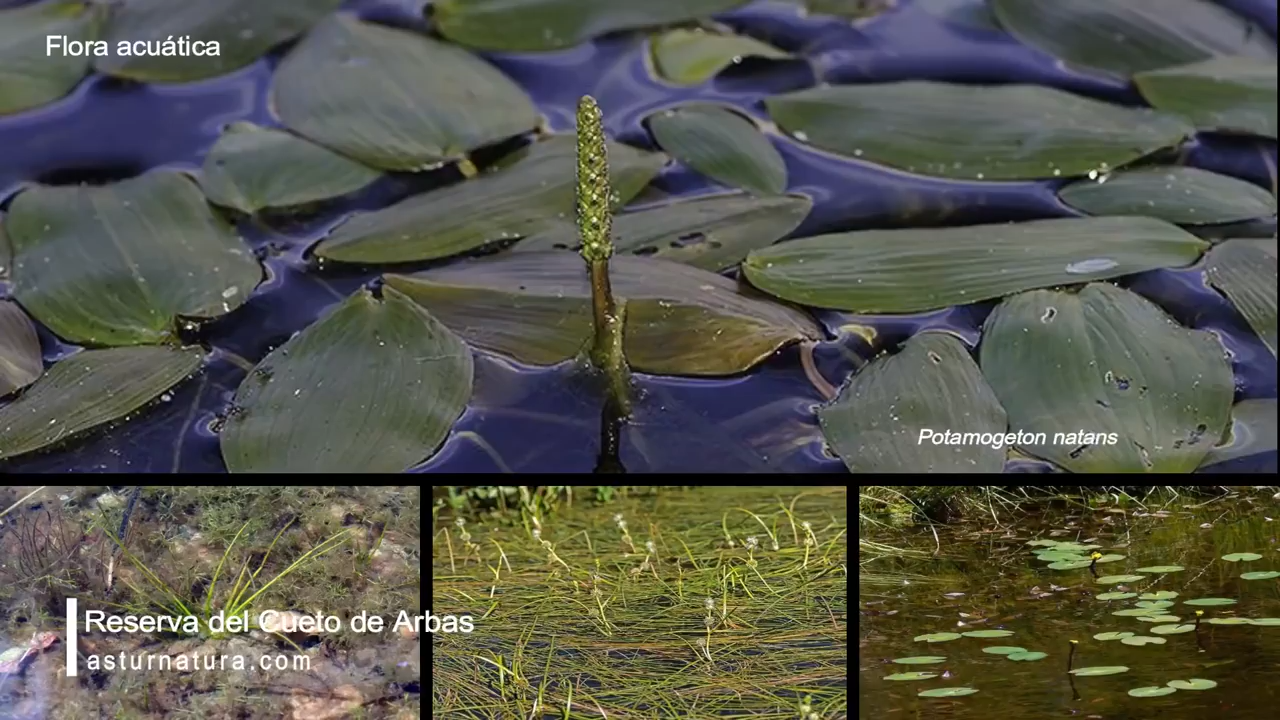 Flora acuática
Potamogeton natans
Reserva del Cueto de Arbas
asturnatura.com